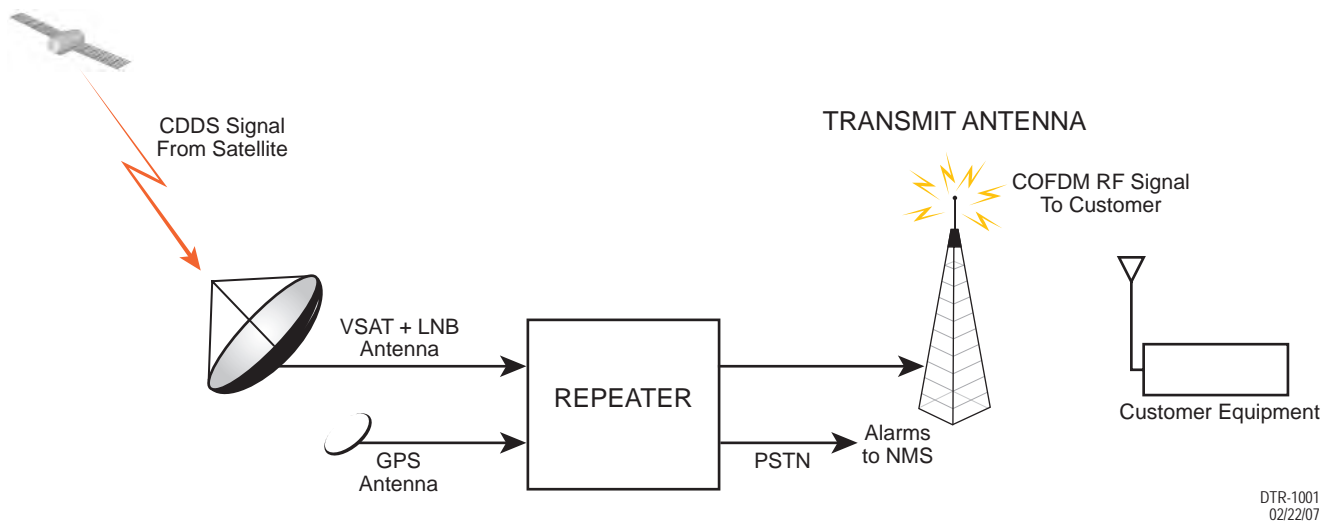 CDDS Signal
From Satellite
TRANSMIT ANTENNA
COFDM RF Signal
To Customer
VSAT + LNB
Antenna
REPEATER
GPS
Antenna
PSTN
Alarms
to NMS
Customer Equipment
DTR-1001
02/22/07